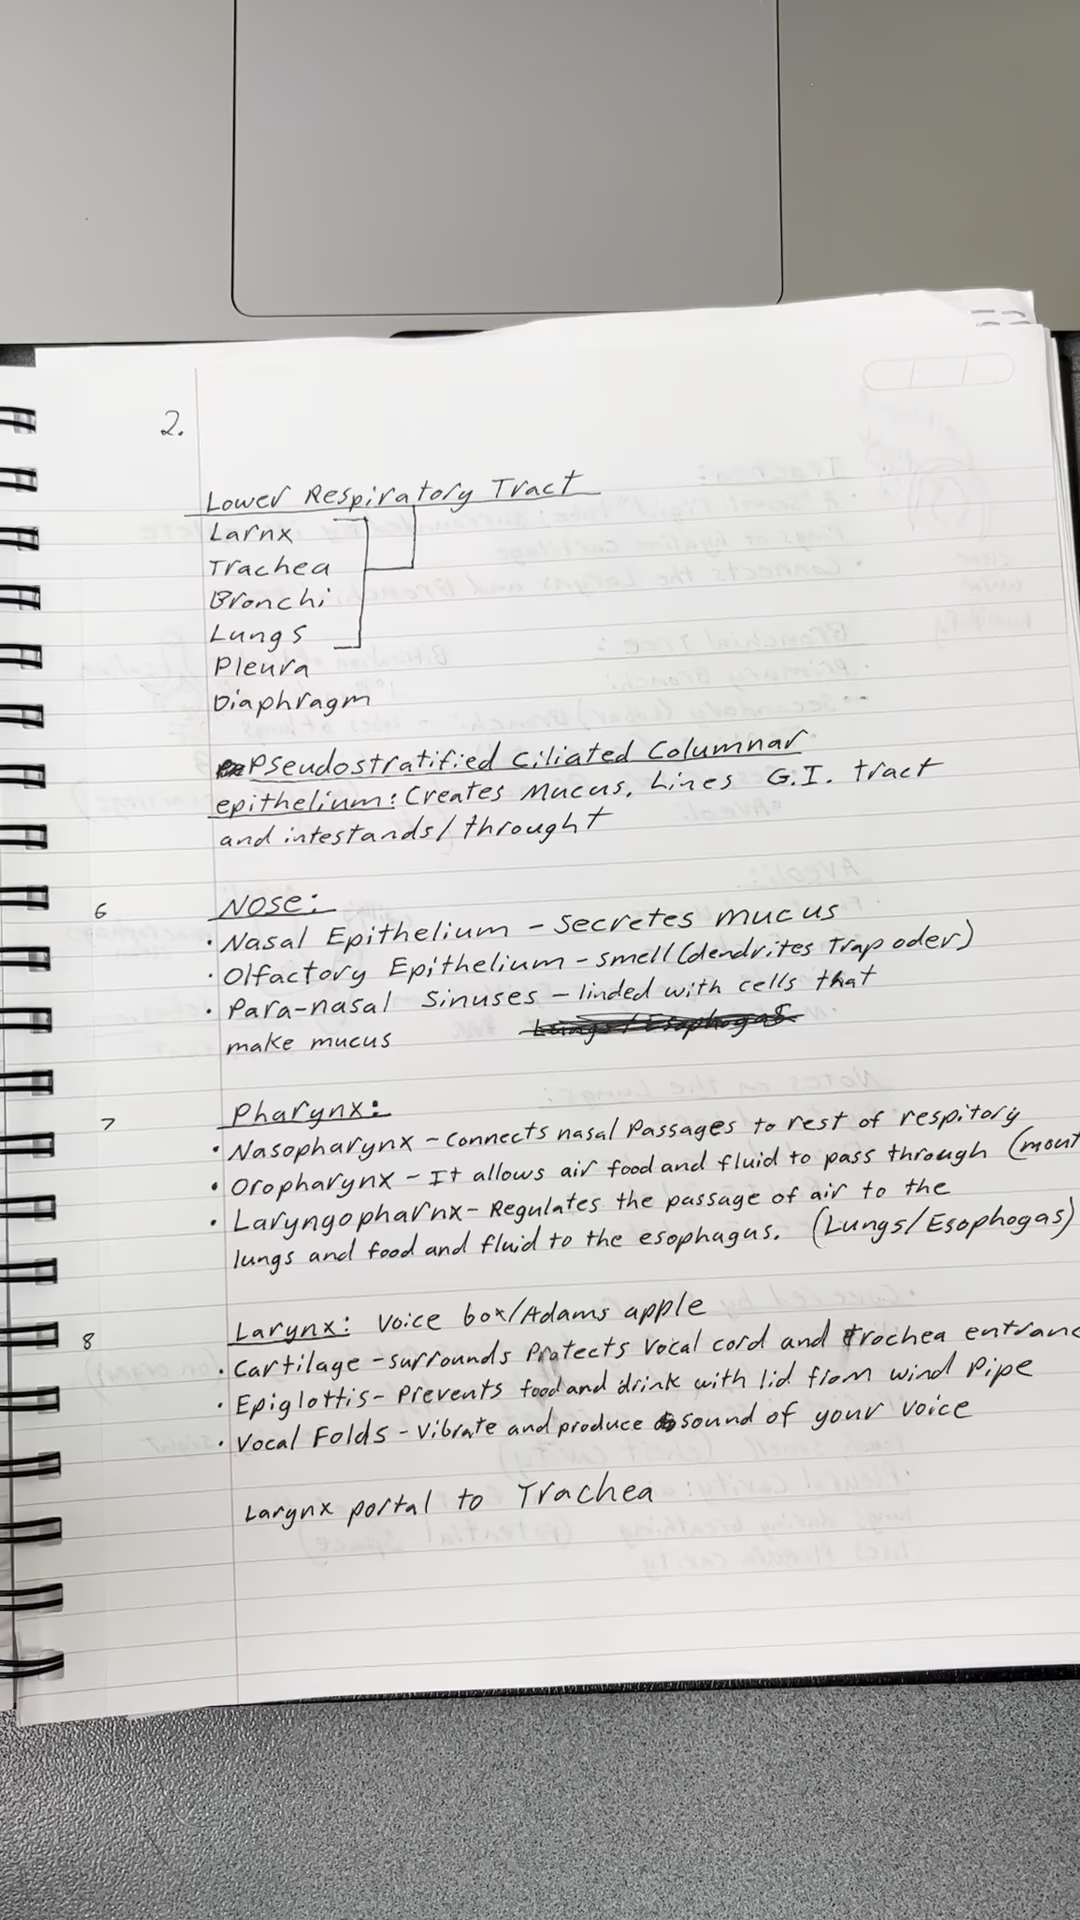 2.
Lower Respiratory Tract
Larnx
Trachea
Bronchi
Lungs
Pleura
Diaphragm
Pseudostratified Ciliated Columnar
epithelium: Creates Mucus, Lines G.I. tract
and intestands/throught
6 Nose:
• Nasal Epithelium - Secretes mucus
• Olfactory Epithelium - smell (dendrites trap oder)
• Para-nasal Sinuses - linded with cells that
make mucus Lungs/Esophogas
7 Pharynx:
• Nasopharynx - Connects nasal Passages to rest of respitory
• Oropharynx - It allows air food and fluid to pass through (mout
• Laryngopharnx - Regulates the passage of air to the
lungs and food and fluid to the esophagus. (Lungs/Esophogas)
8 Larynx: Voice box/Adams apple
• Cartilage - surrounds Protects Vocal cord and trochea entranc
• Epiglottis - Prevents food and drink with lid from wind Pipe
• Vocal Folds - Vibrate and produce sound of your voice
Larynx portal to Trachea